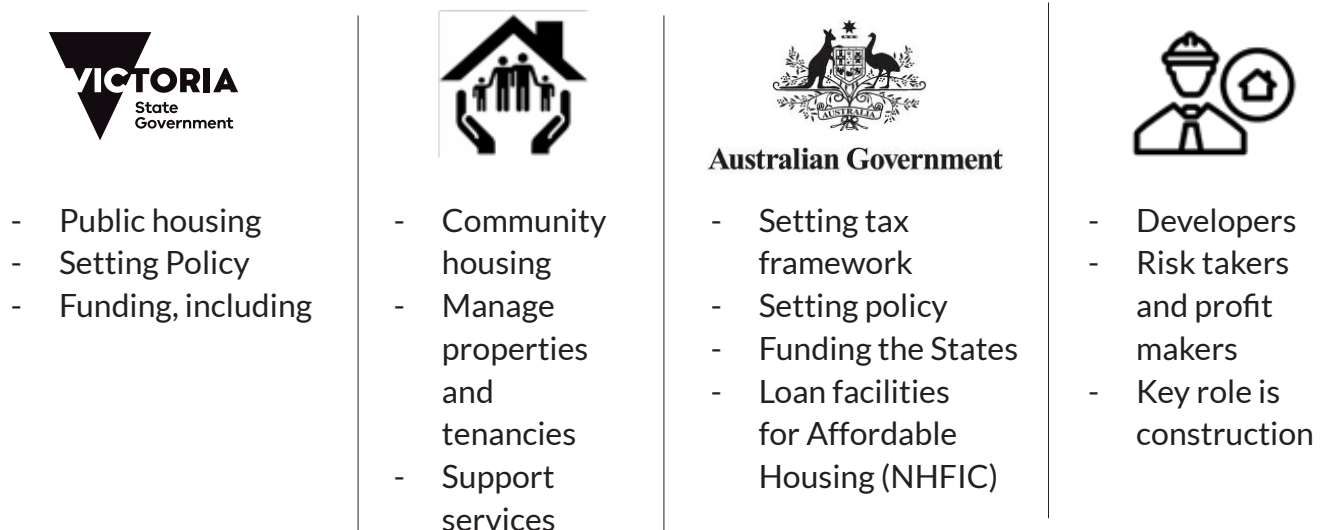 VICTORIA
State
Government
- Public housing
- Setting Policy
- Funding, including
- Community
housing
- Manage
properties
and
tenancies
- Support
services
AUSTRALIA
Australian Government
- Setting tax
framework
- Setting policy
- Funding the States
- Loan facilities
for Affordable
Housing (NHFIC)
- Developers
- Risk takers
and profit
makers
- Key role is
construction